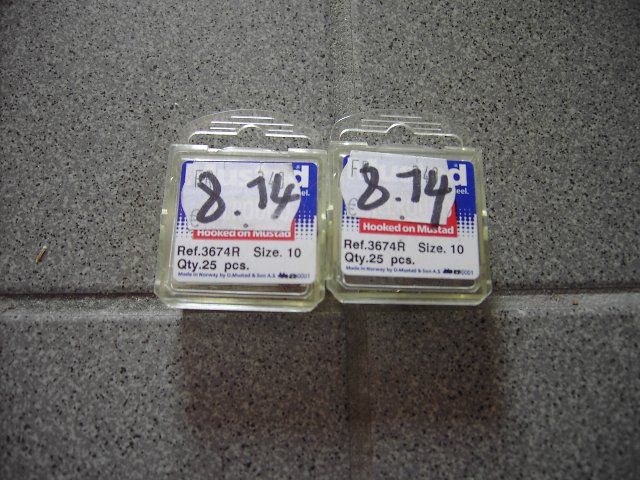 8.14
Hooked on Mustad
Ref.3674R Size. 10
Qty.25 pcs.
Made in Norway by O.Mustad & Son A.S
8.14
Hooked on Mustad
Ref.3674R Size. 10
Qty.25 pcs.
Made in Norway by O.Mustad & Son A.S